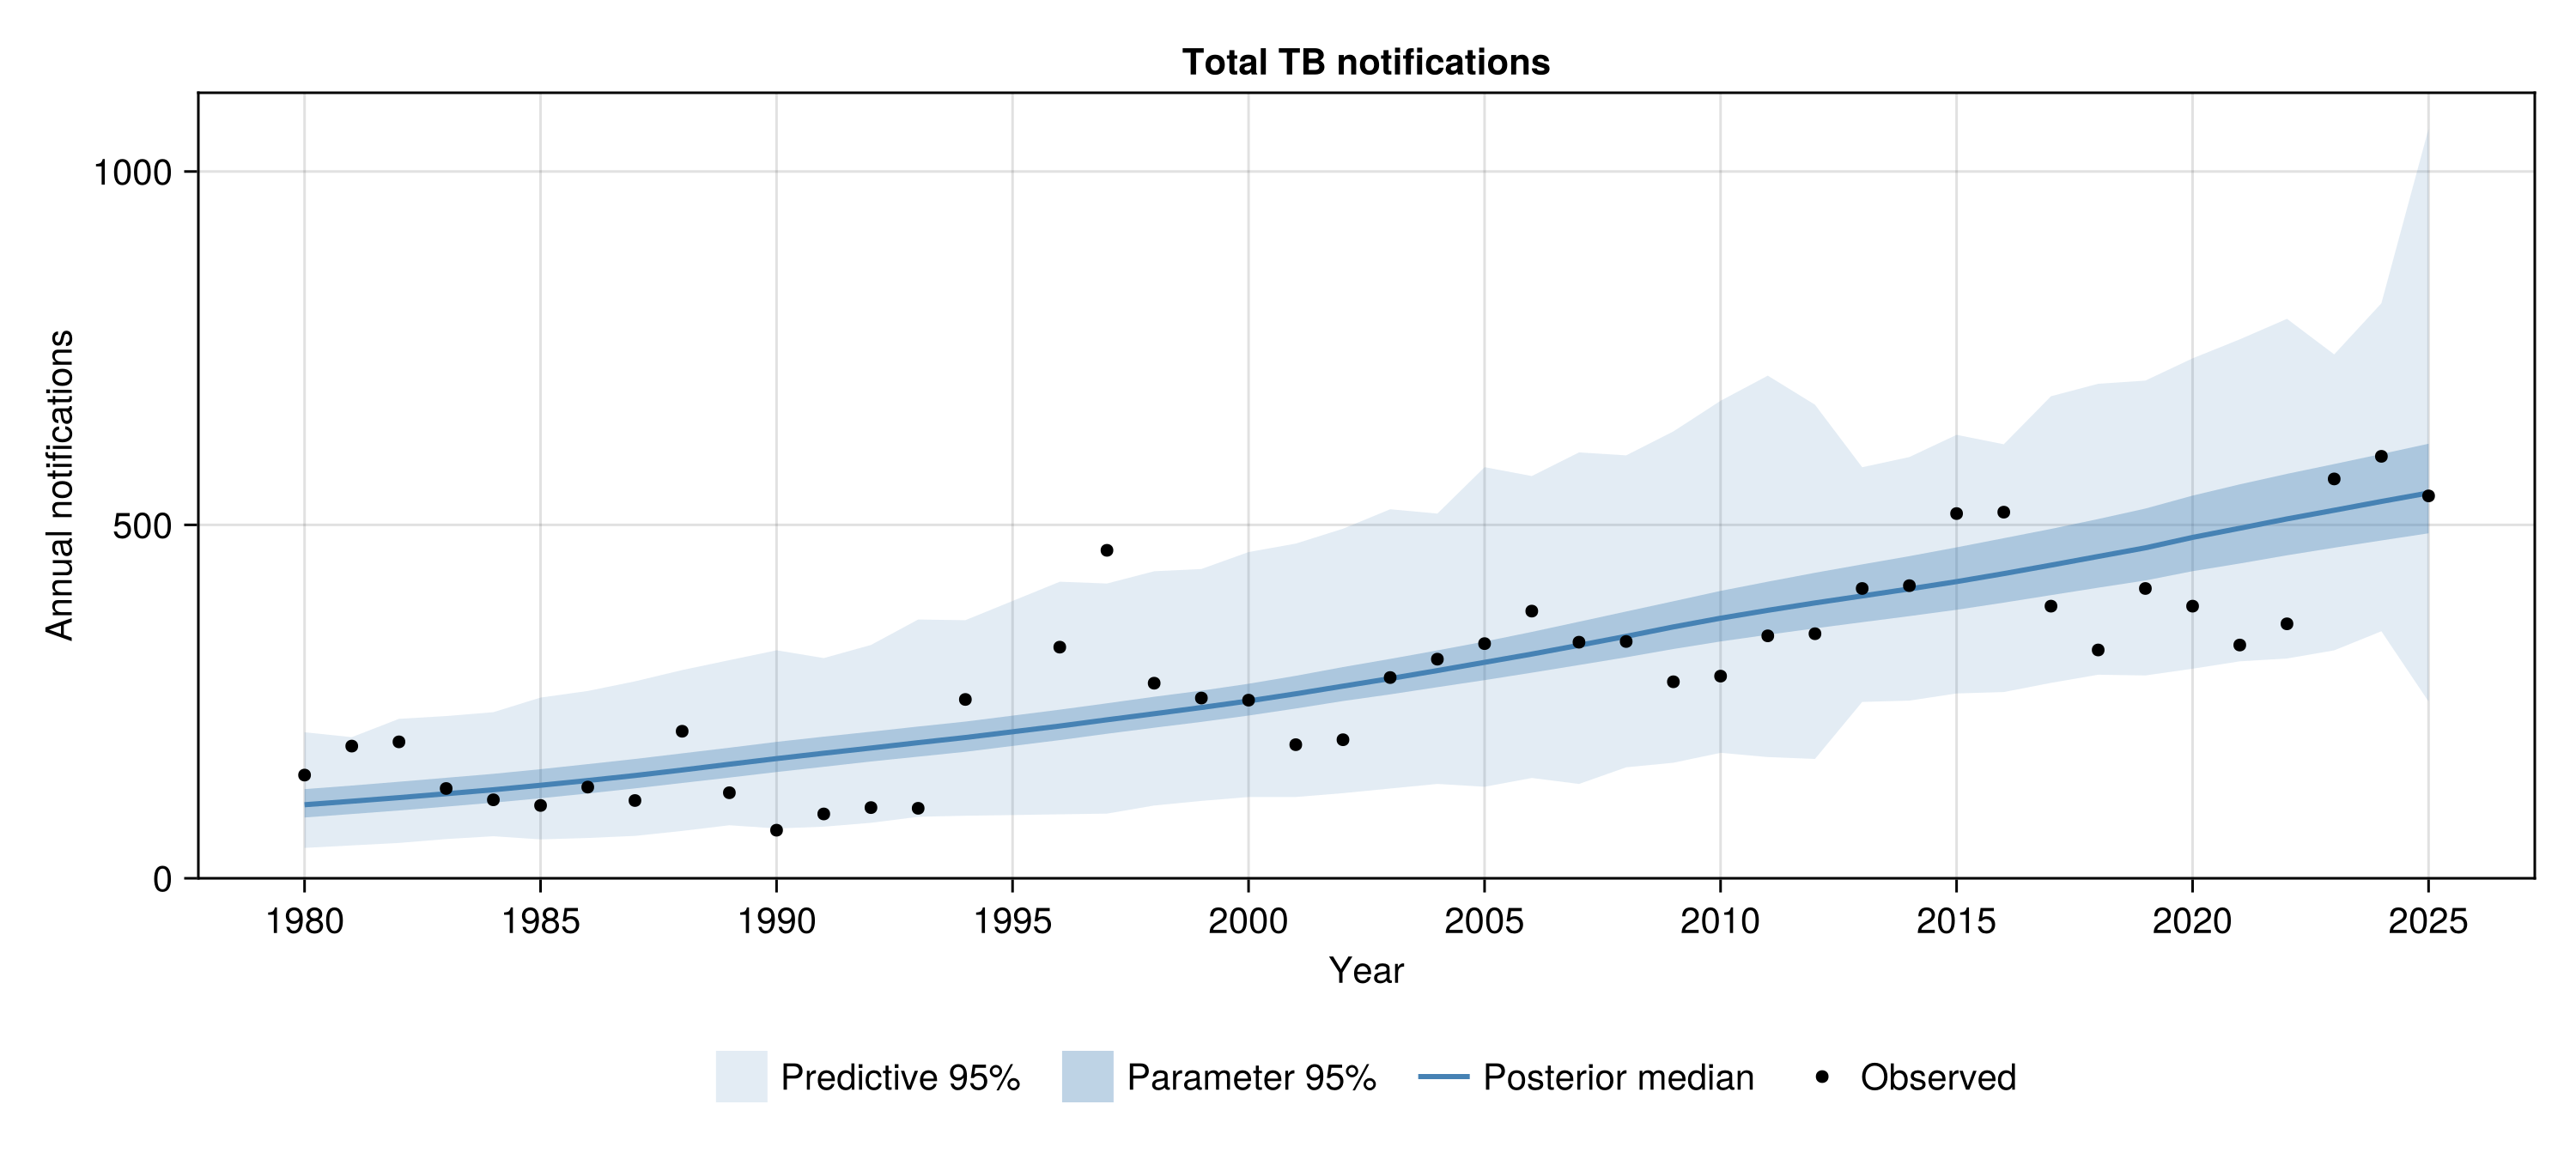 Total TB notifications
Annual notifications
1000
500
0
1980 1985 1990 1995 2000 2005 2010 2015 2020 2025
Year
Predictive 95% Parameter 95% Posterior median Observed